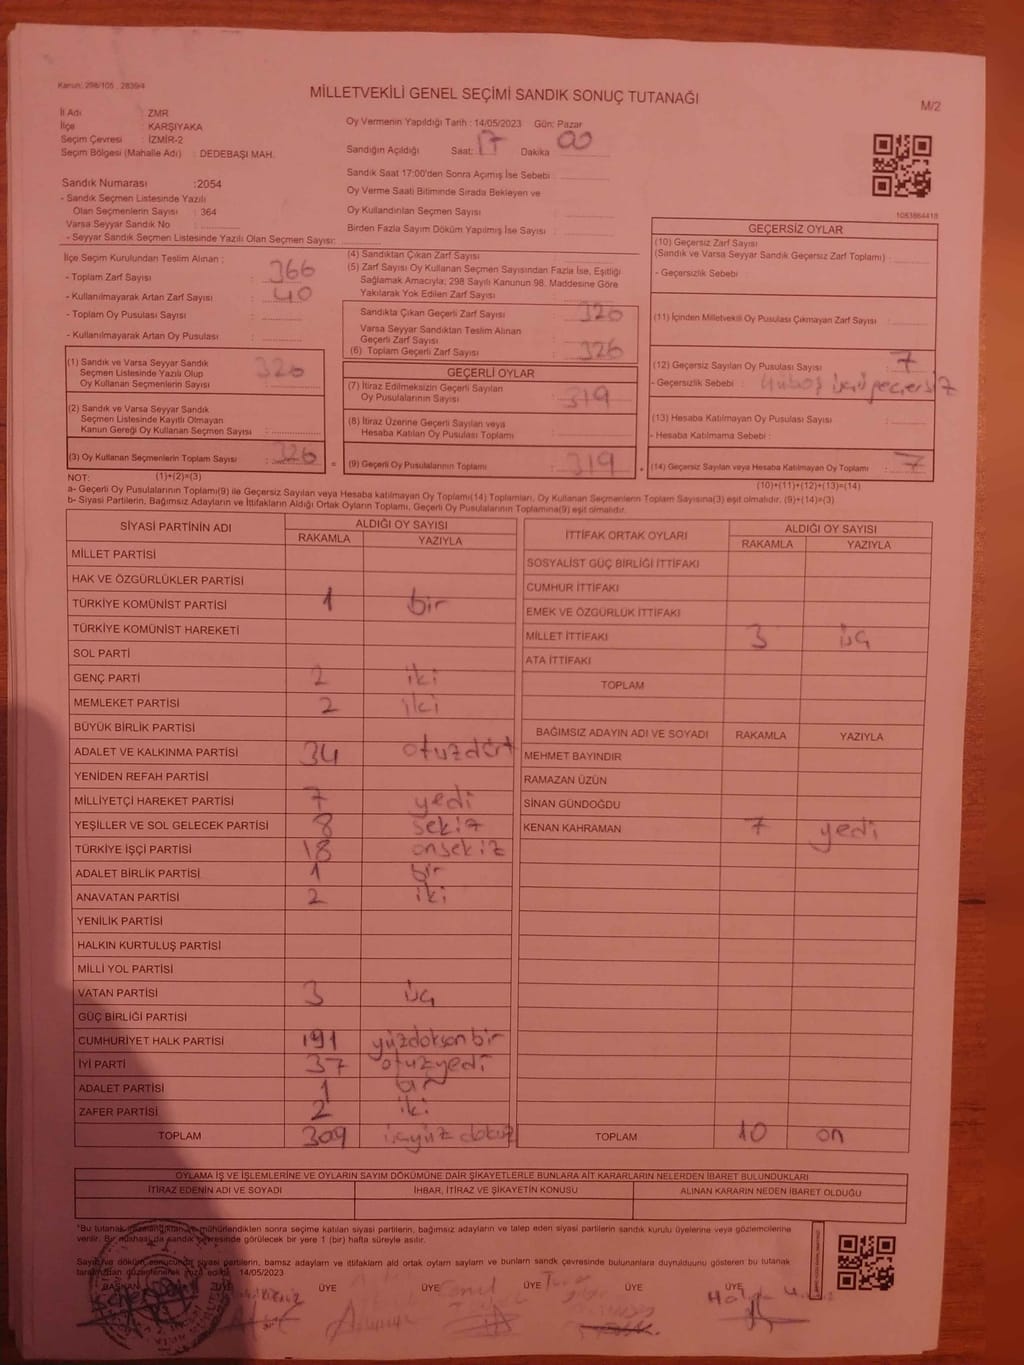 Kanun: 298/105 , 2839/4
MİLLETVEKİLİ GENEL SEÇİMİ SANDIK SONUÇ TUTANAĞI
M/2
İl Adı : ZMR
İlçe : KARŞIYAKA
Seçim Çevresi : İZMİR-2
Seçim Bölgesi (Mahalle Adı) : DEDEBAŞI MAH.
Sandık Numarası :2054
- Sandık Seçmen Listesinde Yazılı
Olan Seçmenlerin Sayısı : 364
Varsa Seyyar Sandık No :
- Seyyar Sandık Seçmen Listesinde Yazılı Olan Seçmen Sayısı:
Oy Vermenin Yapıldığı Tarih : 14/05/2023 Gün: Pazar
Sandığın Açıldığı Saat: 17 Dakika 00
Sandık Saat 17:00'den Sonra Açımış İse Sebebi :
Oy Verme Saati Bitiminde Sırada Bekleyen ve
Oy Kullandırılan Seçmen Sayısı :
Birden Fazla Sayım Döküm Yapılmış İse Sayısı :
1083864418
İlçe Seçim Kurulundan Teslim Alınan :
- Toplam Zarf Sayısı : 366
- Kullanılmayarak Artan Zarf Sayısı : 40
- Toplam Oy Pusulası Sayısı :
- Kullanılmayarak Artan Oy Pusulası :
(1) Sandık ve Varsa Seyyar Sandık
Seçmen Listesinde Yazılı Olup
Oy Kullanan Seçmenlerin Sayısı : 326
(2) Sandık ve Varsa Seyyar Sandık
Seçmen Listesinde Kayıtlı Olmayan
Kanun Gereği Oy Kullanan Seçmen Sayısı :
(3) Oy Kullanan Seçmenlerin Toplam Sayısı : 326
(4) Sandıktan Çıkan Zarf Sayısı :
(5) Zarf Sayısı Oy Kullanan Seçmen Sayısından Fazla İse, Eşitliği
Sağlamak Amacıyla; 298 Sayılı Kanunun 98. Maddesine Göre
Yakılarak Yok Edilen Zarf Sayısı :
Sandıkta Çıkan Geçerli Zarf Sayısı : 326
Varsa Seyyar Sandıktan Teslim Alınan
Geçerli Zarf Sayısı :
(6) Toplam Geçerli Zarf Sayısı : 326
GEÇERLİ OYLAR
(7) İtiraz Edilmeksizin Geçerli Sayılan
Oy Pusulalarının Sayısı : 319
(8) İtiraz Üzerine Geçerli Sayılan veya
Hesaba Katılan Oy Pusulası Toplamı :
= (9) Geçerli Oy Pusulalarının Toplamı : 319
GEÇERSİZ OYLAR
(10) Geçersiz Zarf Sayısı
(Sandık ve Varsa Seyyar Sandık Geçersiz Zarf Toplamı) :
- Geçersizlik Sebebi :
(11) İçinden Milletvekili Oy Pusulası Çıkmayan Zarf Sayısı :
(12) Geçersiz Sayılan Oy Pusulası Sayısı : 7
- Geçersizlik Sebebi :
(13) Hesaba Katılmayan Oy Pusulası Sayısı :
- Hesaba Katılmama Sebebi :
+ (14) Geçersiz Sayılan veya Hesaba Katılmayan Oy Toplamı : 7
NOT: (1)+(2)=(3)
(10)+(11)+(12)+(13)=(14)
a- Geçerli Oy Pusulalarının Toplamı(9) ile Geçersiz Sayılan veya Hesaba katılmayan Oy Toplamı(14) Toplamları, Oy Kullanan Seçmenlerin Toplam Sayısına(3) eşit olmalıdır. (9)+(14)=(3)
b- Siyasi Partilerin, Bağımsız Adayların ve İttifakların Aldığı Ortak Oyların Toplamı, Geçerli Oy Pusulalarının Toplamına(9) eşit olmalıdır.
SİYASİ PARTİNİN ADI ALDIĞI OY SAYISI
RAKAMLA YAZIYLA
MİLLET PARTİSİ
HAK VE ÖZGÜRLÜKLER PARTİSİ
TÜRKİYE KOMÜNİST PARTİSİ 1 bir
TÜRKİYE KOMÜNİST HAREKETİ
SOL PARTİ
GENÇ PARTİ 2 iki
MEMLEKET PARTİSİ 2 iki
BÜYÜK BİRLİK PARTİSİ
ADALET VE KALKINMA PARTİSİ 34 otuzdört
YENİDEN REFAH PARTİSİ
MİLLİYETÇİ HAREKET PARTİSİ 7 yedi
YEŞİLLER VE SOL GELECEK PARTİSİ 8 sekiz
TÜRKİYE İŞÇİ PARTİSİ 18 onsekiz
ADALET BİRLİK PARTİSİ 1 bir
ANAVATAN PARTİSİ 2 iki
YENİLİK PARTİSİ
HALKIN KURTULUŞ PARTİSİ
MİLLİ YOL PARTİSİ
VATAN PARTİSİ 3 üç
GÜÇ BİRLİĞİ PARTİSİ
CUMHURİYET HALK PARTİSİ 191 yüzdoksanbir
İYİ PARTİ 37 otuzyedi
ADALET PARTİSİ 1 bir
ZAFER PARTİSİ 2 iki
TOPLAM 309 üçyüz dokuz
İTTİFAK ORTAK OYLARI ALDIĞI OY SAYISI
RAKAMLA YAZIYLA
SOSYALİST GÜÇ BİRLİĞİ İTTİFAKI
CUMHUR İTTİFAKI
EMEK VE ÖZGÜRLÜK İTTİFAKI
MİLLET İTTİFAKI 3 üç
ATA İTTİFAKI
TOPLAM
BAĞIMSIZ ADAYIN ADI VE SOYADI RAKAMLA YAZIYLA
MEHMET BAYINDIR
RAMAZAN ÜZÜN
SİNAN GÜNDOĞDU
KENAN KAHRAMAN 7 yedi
TOPLAM 10 on
OYLAMA İŞ VE İŞLEMLERİNE VE OYLARIN SAYIM DÖKÜMÜNE DAİR ŞİKAYETLERLE BUNLARA AİT KARARLARIN NELERDEN İBARET BULUNDUKLARI
İTİRAZ EDENİN ADI VE SOYADI İHBAR, İTİRAZ VE ŞİKAYETİN KONUSU ALINAN KARARIN NEDEN İBARET OLDUĞU
*Bu tutanak mühürlendikten sonra seçime katılan siyasi partilerin, bağımsız adayların ve talep eden siyasi partilerin sandık kurulu üyelerine veya gözlemcilerine
verilir. Bir nüshası da sandık çevresinde görülecek bir yere 1 (bir) hafta süreyle asılır.
Sayım ve döküm sonucunda siyasi partilerin, bamsz adayların ve ittifakların ald ortak oyların sayların ve bunların sandk çevresinde bulunanlara duyrulduunu gösteren bu tutanak
tarafımızdan düzenlenerek imza edildi. 14/05/2023
BAŞKAN ÜYE ÜYE ÜYE ÜYE ÜYE ÜYE